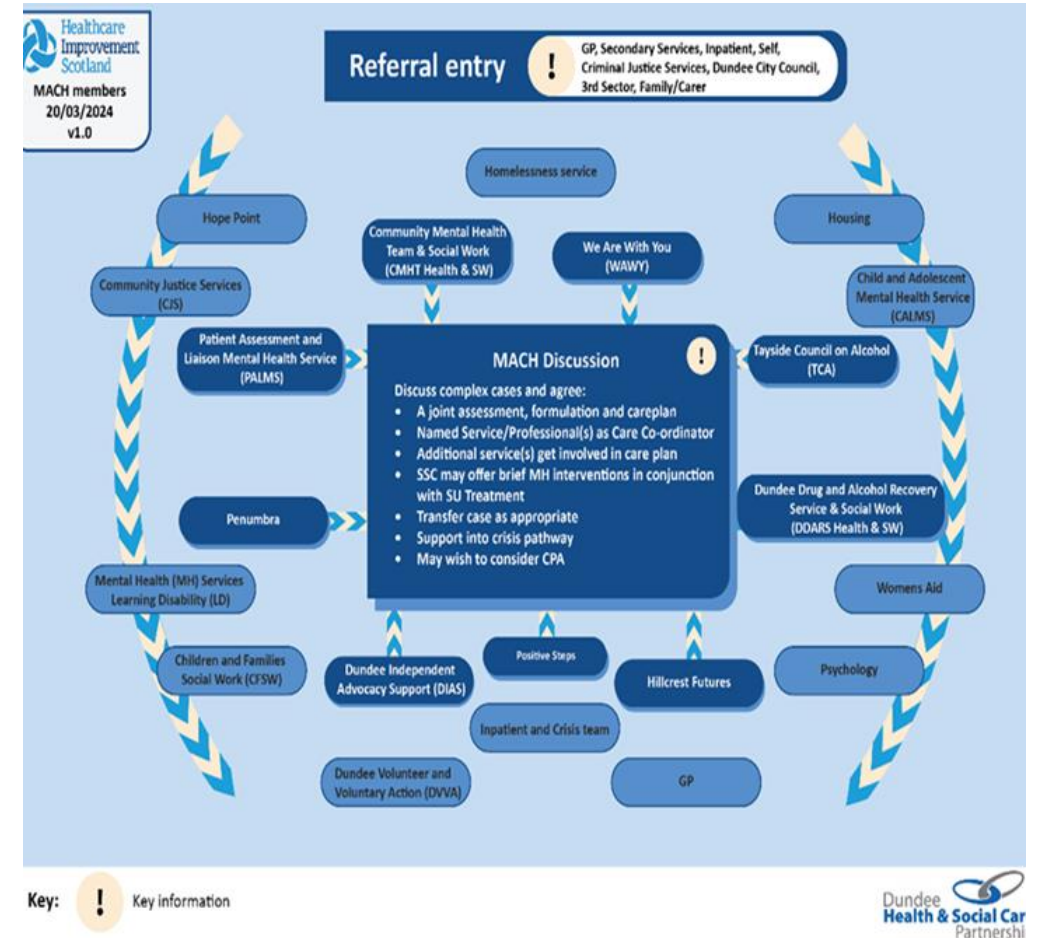 Healthcare
Improvement
Scotland
MACH members
20/03/2024
v1.0
Referral entry
!
GP, Secondary Services, Inpatient, Self,
Criminal Justice Services, Dundee City Council,
3rd Sector, Family/Carer
Homelessness service
Hope Point
Housing
Community Mental Health
Team & Social Work
(CMHT Health & SW)
We Are With You
(WAWY)
Community Justice Services
(CJS)
Child and Adolescent
Mental Health Service
(CALMS)
Patient Assessment and
Liaison Mental Health Service
(PALMS)
Tayside Council on Alcohol
(TCA)
MACH Discussion
!
Discuss complex cases and agree:
• A joint assessment, formulation and careplan
• Named Service/Professional(s) as Care Co-ordinator
• Additional service(s) get involved in care plan
• SSC may offer brief MH interventions in conjunction
with SU Treatment
• Transfer case as appropriate
• Support into crisis pathway
• May wish to consider CPA
Penumbra
Dundee Drug and Alcohol Recovery
Service & Social Work
(DDARS Health & SW)
Mental Health (MH) Services
Learning Disability (LD)
Womens Aid
Children and Families
Social Work (CFSW)
Dundee Independent
Advocacy Support (DIAS)
Positive Steps
Hillcrest Futures
Psychology
Inpatient and Crisis team
Dundee Volunteer and
Voluntary Action (DVVA)
GP
Key:
!
Key information
Dundee
Health & Social Car
Partnershi